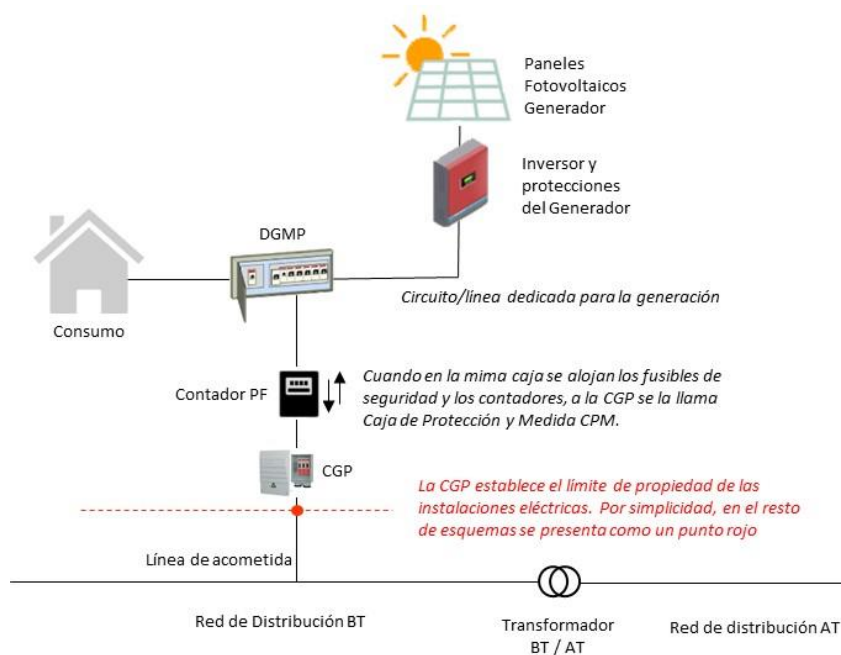 Paneles
Fotovoltaicos
Generador
Inversor y
protecciones
del Generador
DGMP
Circuito/línea dedicada para la generación
Consumo
Contador PF
Cuando en la mima caja se alojan los fusibles de
seguridad y los contadores, a la CGP se la llama
Caja de Protección y Medida CPM.
CGP
La CGP establece el límite de propiedad de las
instalaciones eléctricas. Por simplicidad, en el resto
de esquemas se presenta como un punto rojo
Línea de acometida
Red de Distribución BT
Transformador
BT / AT
Red de distribución AT